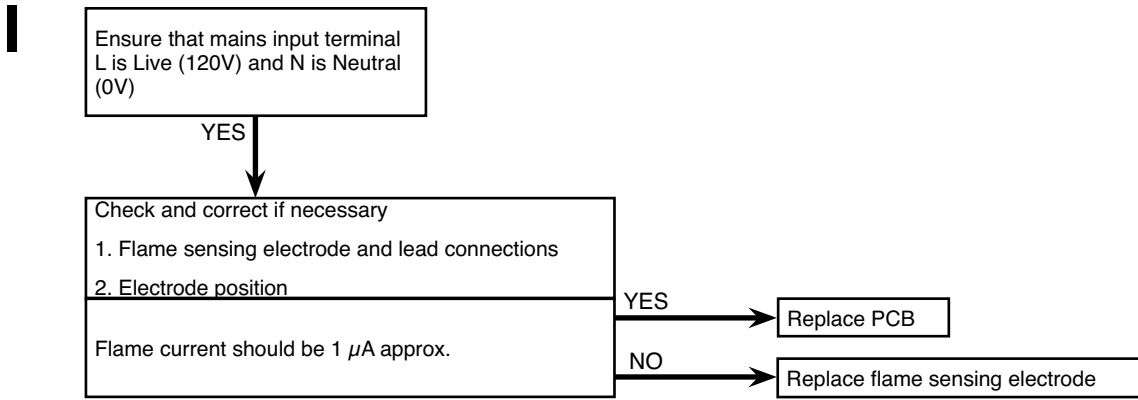 I
Ensure that mains input terminal
L is Live (120V) and N is Neutral
(0V)
YES
Check and correct if necessary
1. Flame sensing electrode and lead connections
2. Electrode position
YES
Replace PCB
Flame current should be 1 µA approx.
NO
Replace flame sensing electrode